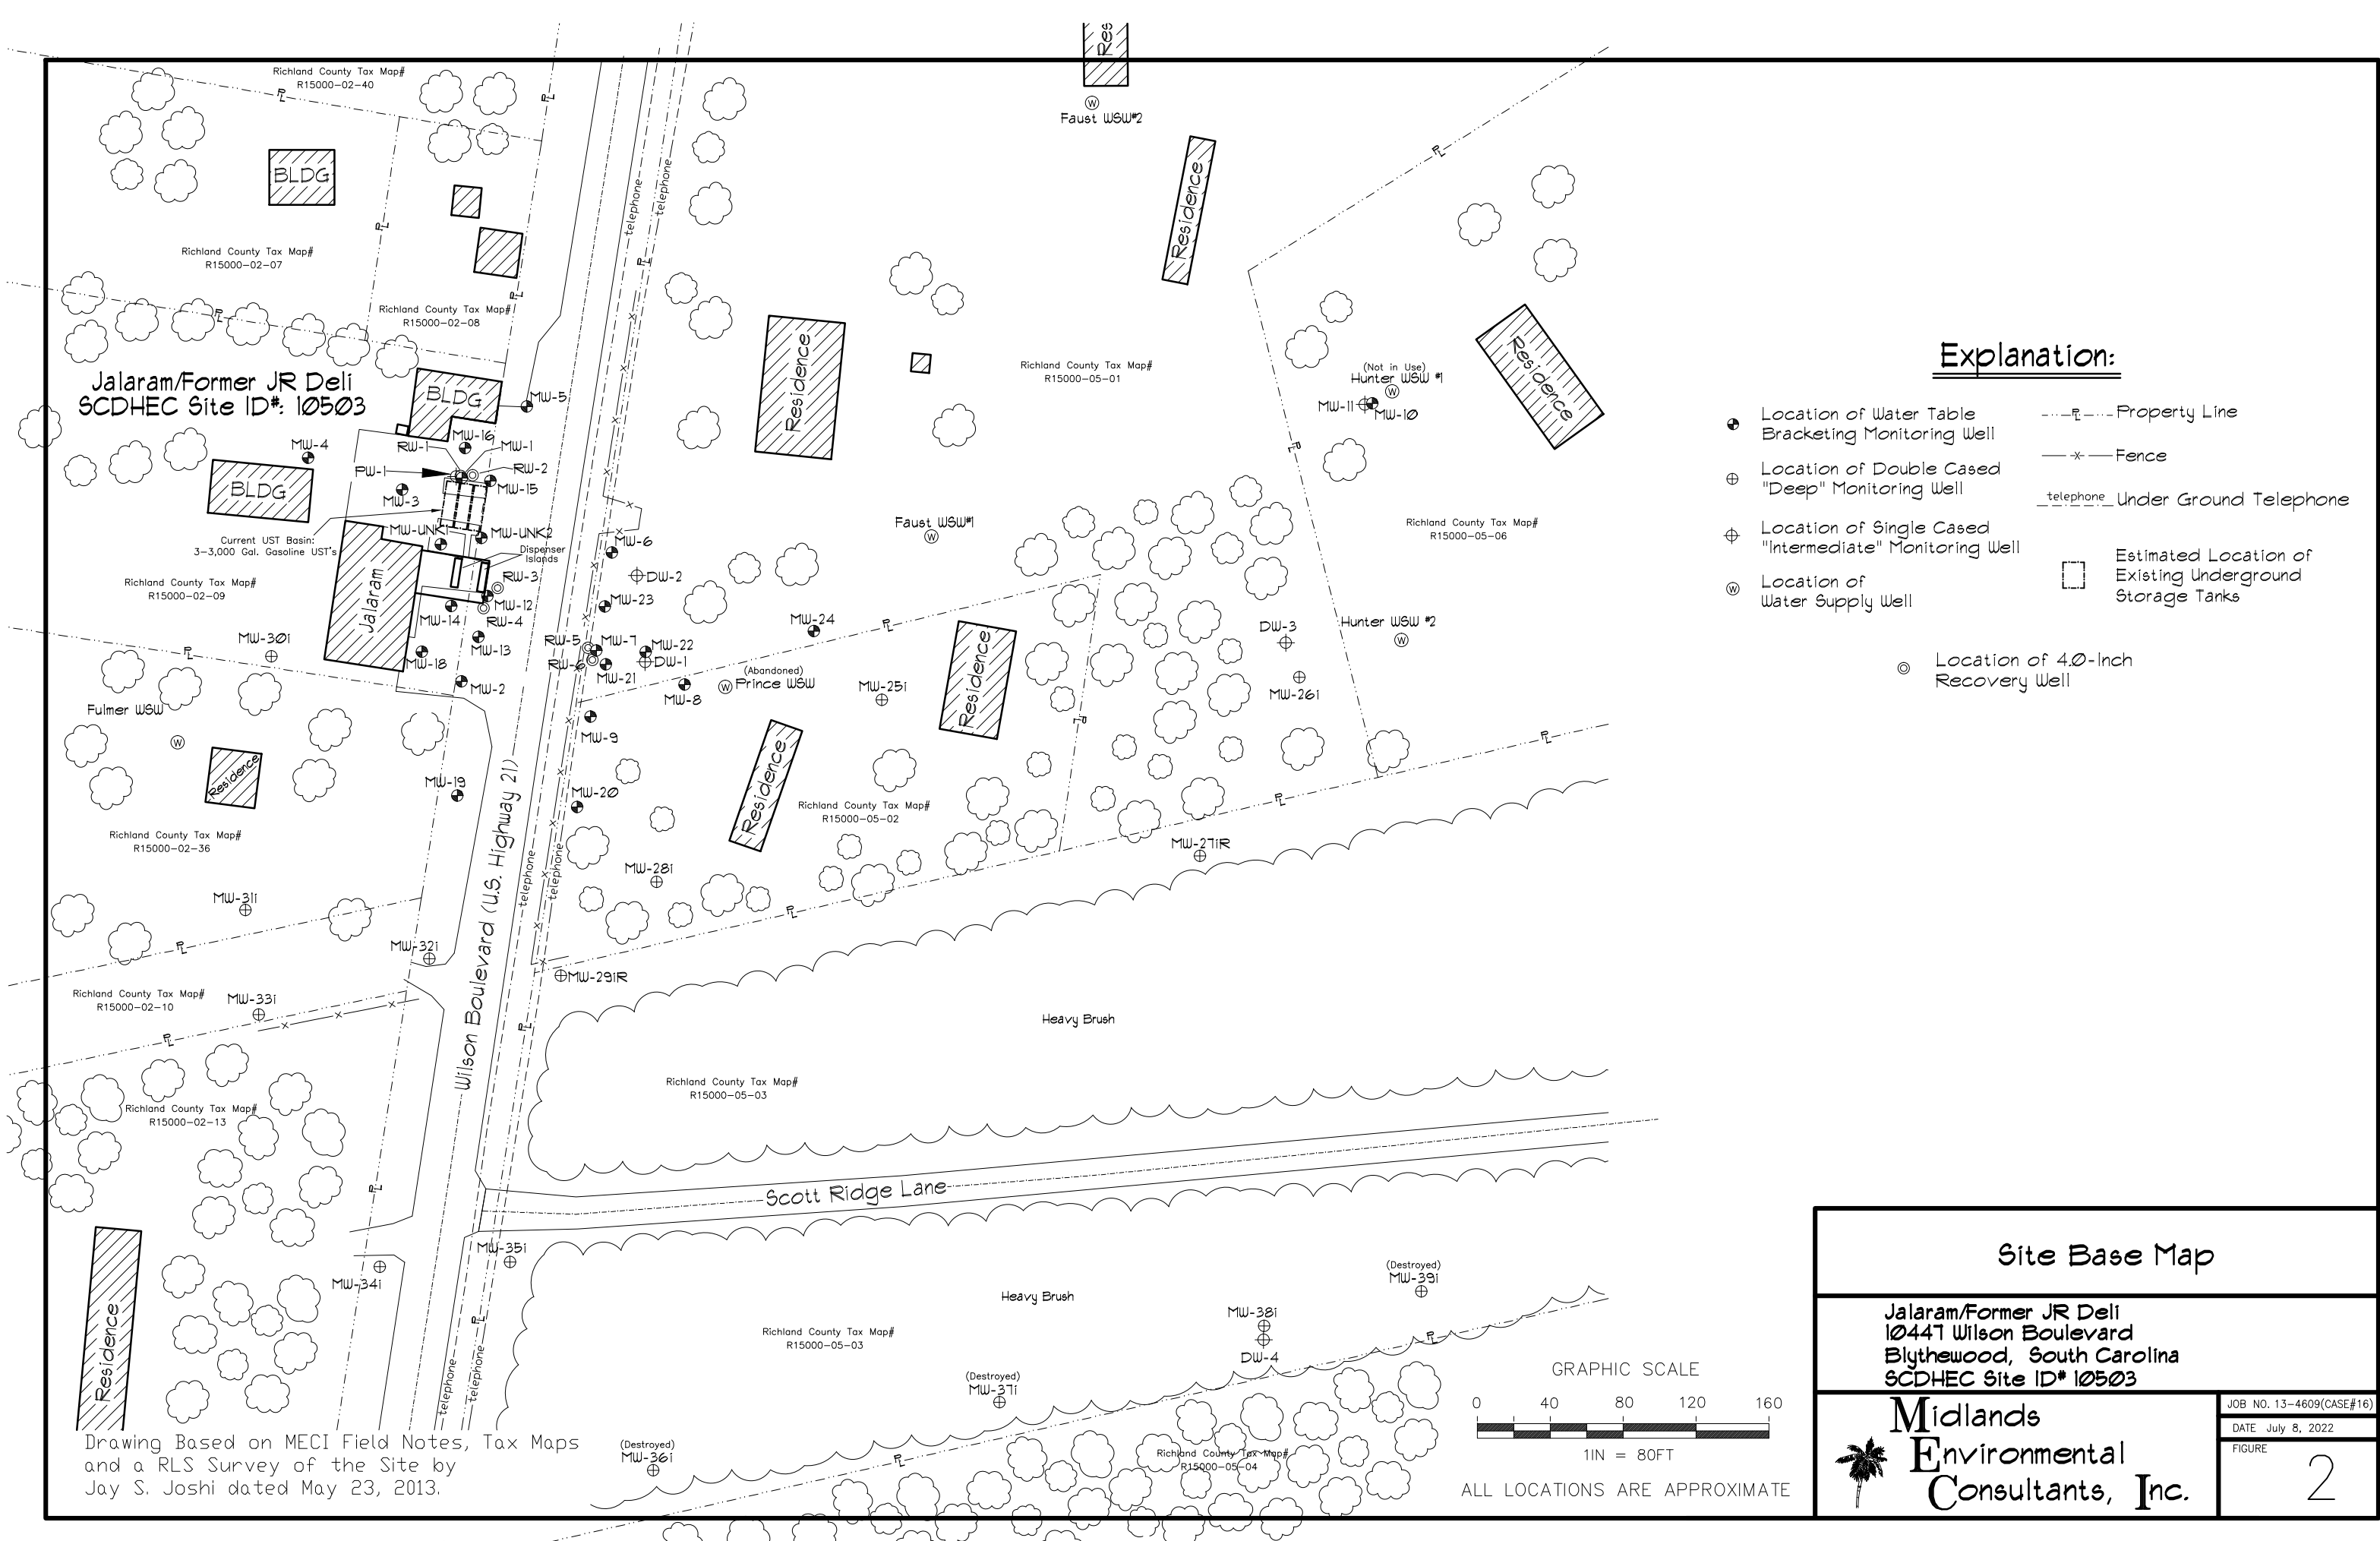 Richland County Tax Map#
R15000-02-40
Res
Faust WSW#2
BLDG
Residence
telephone
telephone
Richland County Tax Map#
R15000-02-07
Richland County Tax Map#
R15000-02-08
Residence
Richland County Tax Map#
R15000-05-01
Residence
(Not in Use)
Hunter WSW #1
MW-11
MW-10
Jalaram/Former JR Deli
SCDHEC Site ID#: 10503
BLDG
MW-5
MW-4
BLDG
RW-1
MW-16
MW-1
PW-1
RW-2
MW-15
MW-3
MW-UNK1
MW-UNK2
Current UST Basin:
3-3,000 Gal. Gasoline UST's
Dispenser
Islands
Faust WSW#1
Richland County Tax Map#
R15000-05-06
MW-6
DW-2
Richland County Tax Map#
R15000-02-09
Jalaram
RW-3
MW-12
MW-14
RW-4
MW-23
MW-24
MW-13
MW-18
MW-2
MW-30i
RW-5
MW-7
MW-22
RW-6
DW-1
MW-21
MW-8
(Abandoned)
Prince WSW
MW-25i
Residence
DW-3
Hunter WSW #2
MW-26i
Fulmer WSW
Residence
MW-9
MW-19
MW-20
Residence
Richland County Tax Map#
R15000-05-02
Richland County Tax Map#
R15000-02-36
MW-27iR
MW-28i
telephone
telephone
Wilson Boulevard (U.S. Highway 21)
MW-31i
MW-32i
MW-29iR
Richland County Tax Map#
R15000-02-10
MW-33i
Heavy Brush
Richland County Tax Map#
R15000-05-03
Richland County Tax Map#
R15000-02-13
Scott Ridge Lane
MW-35i
MW-34i
Residence
telephone
telephone
Heavy Brush
Richland County Tax Map#
R15000-05-03
(Destroyed)
MW-39i
MW-38i
DW-4
(Destroyed)
MW-37i
(Destroyed)
MW-36i
Richland County Tax Map#
R15000-05-04
Drawing Based on MECI Field Notes, Tax Maps
and a RLS Survey of the Site by
Jay S. Joshi dated May 23, 2013.
GRAPHIC SCALE
0 40 80 120 160
1IN = 80FT
ALL LOCATIONS ARE APPROXIMATE
Explanation:
Location of Water Table
Bracketing Monitoring Well
Location of Double Cased
"Deep" Monitoring Well
Location of Single Cased
"Intermediate" Monitoring Well
Location of
Water Supply Well
Property Line
Fence
telephone Under Ground Telephone
Estimated Location of
Existing Underground
Storage Tanks
Location of 4.0-Inch
Recovery Well
Site Base Map
Jalaram/Former JR Deli
10447 Wilson Boulevard
Blythewood, South Carolina
SCDHEC Site ID# 10503
Midlands
Environmental
Consultants, Inc.
JOB NO. 13-4609(CASE#16)
DATE July 8, 2022
FIGURE
2